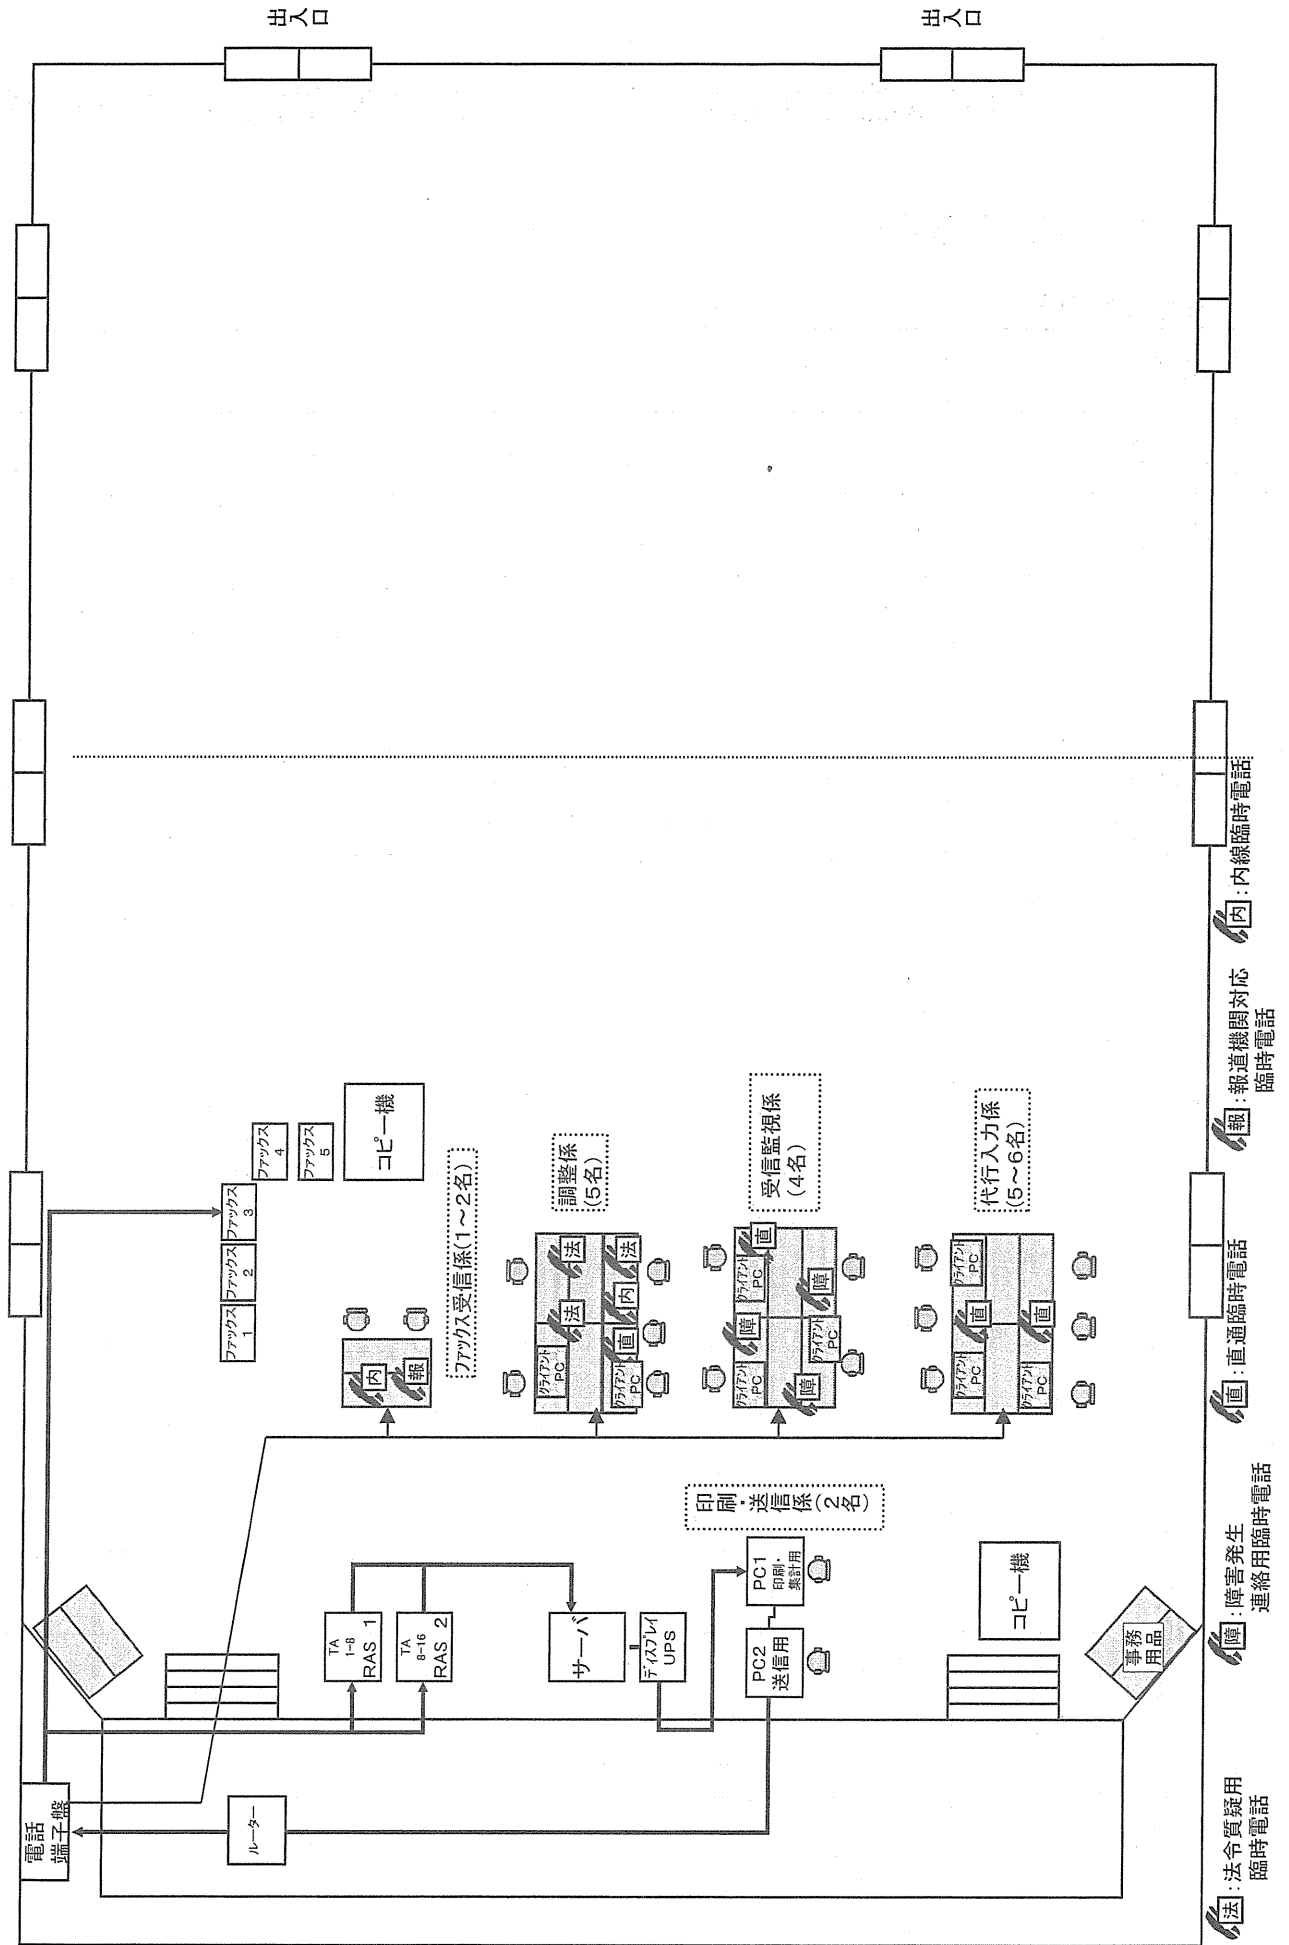 出入口
出入口
電話
端子盤
ルーター
TA
1-8
RAS 1
TA
8-16
RAS 2
サーバ
ディスプレイ
UPS
PC1
印刷・
集計用
PC2
送信用
印刷・送信係(2名)
コピー機
事務
用品
ファックス
1
ファックス
2
ファックス
3
ファックス
4
ファックス
5
コピー機
ファックス受信係(1～2名)
内
報
調整係
(5名)
クライアント
PC
法
法
クライアント
PC
直
内
法
受信監視係
(4名)
クライアント
PC
障
クライアント
PC
直
障
クライアント
PC
障
代行入力係
(5～6名)
クライアント
PC
直
クライアント
PC
クライアント
PC
直
法:法令質疑用
臨時電話
障:障害発生
連絡用臨時電話
直:直通臨時電話
報:報道機関対応
臨時電話
内:内線臨時電話